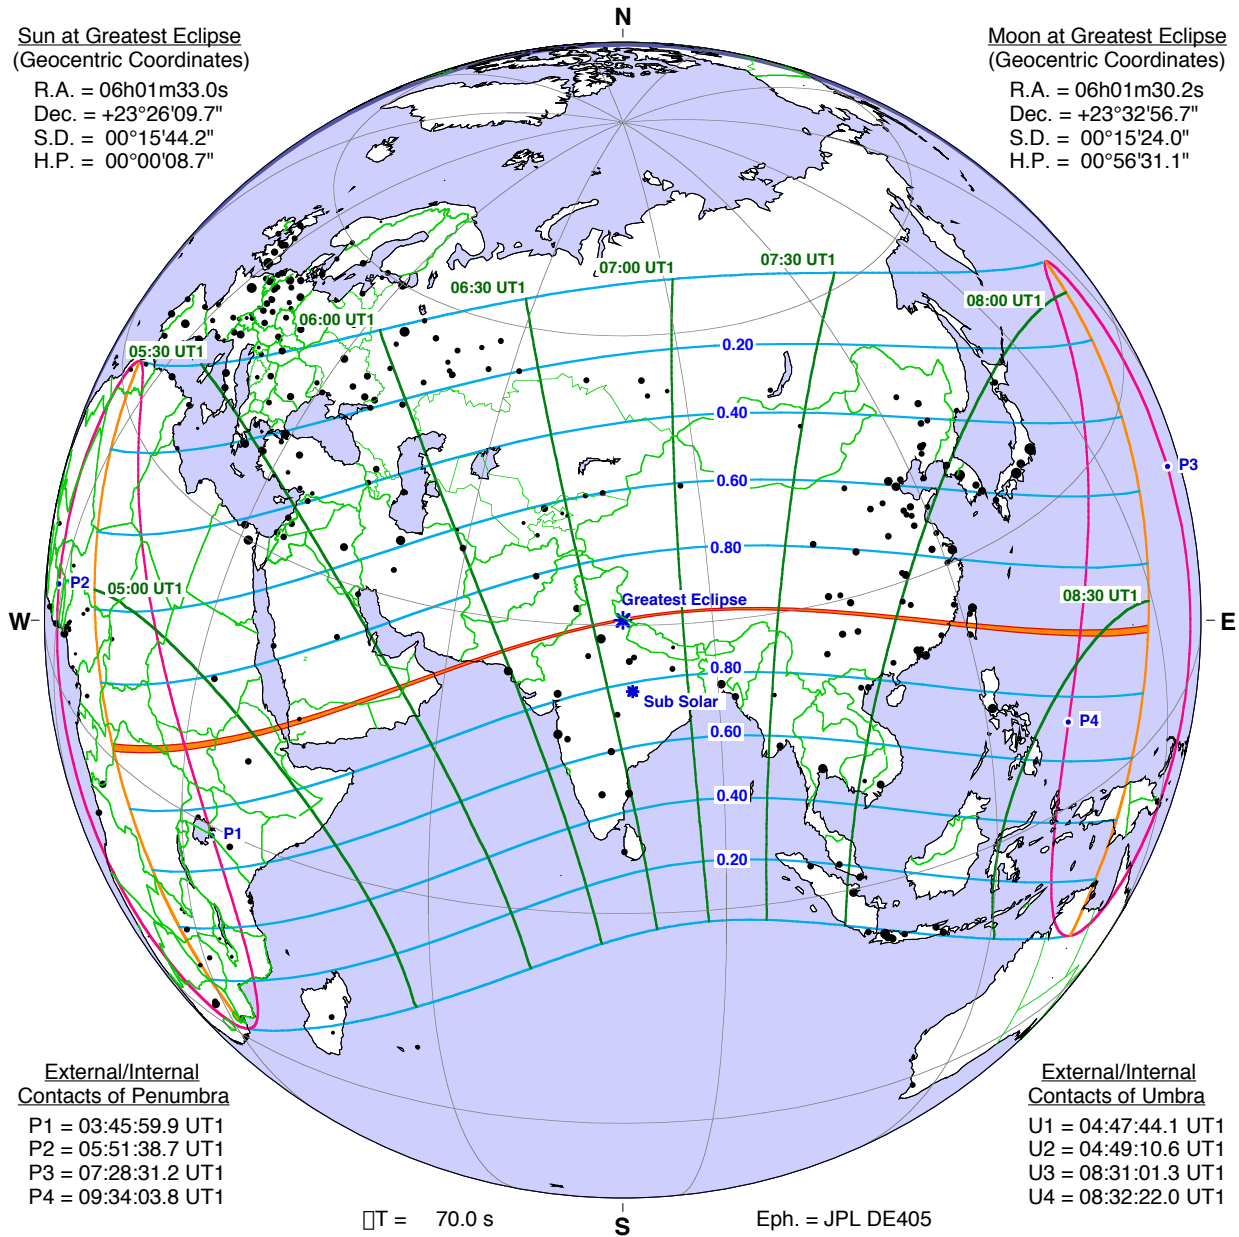 N
Sun at Greatest Eclipse
(Geocentric Coordinates)
R.A. = 06h01m33.0s
Dec. = +23°26'09.7"
S.D. = 00°15'44.2"
H.P. = 00°00'08.7"
Moon at Greatest Eclipse
(Geocentric Coordinates)
R.A. = 06h01m30.2s
Dec. = +23°32'56.7"
S.D. = 00°15'24.0"
H.P. = 00°56'31.1"
07:00 UT1
07:30 UT1
06:30 UT1
08:00 UT1
06:00 UT1
05:30 UT1
0.20
0.40
P3
0.60
0.80
P2
05:00 UT1
08:30 UT1
Greatest Eclipse
W
E
0.80
Sub Solar
P4
0.60
0.40
P1
0.20
External/Internal
Contacts of Penumbra
P1 = 03:45:59.9 UT1
P2 = 05:51:38.7 UT1
P3 = 07:28:31.2 UT1
P4 = 09:34:03.8 UT1
External/Internal
Contacts of Umbra
U1 = 04:47:44.1 UT1
U2 = 04:49:10.6 UT1
U3 = 08:31:01.3 UT1
U4 = 08:32:22.0 UT1
□T = 70.0 s
S
Eph. = JPL DE405